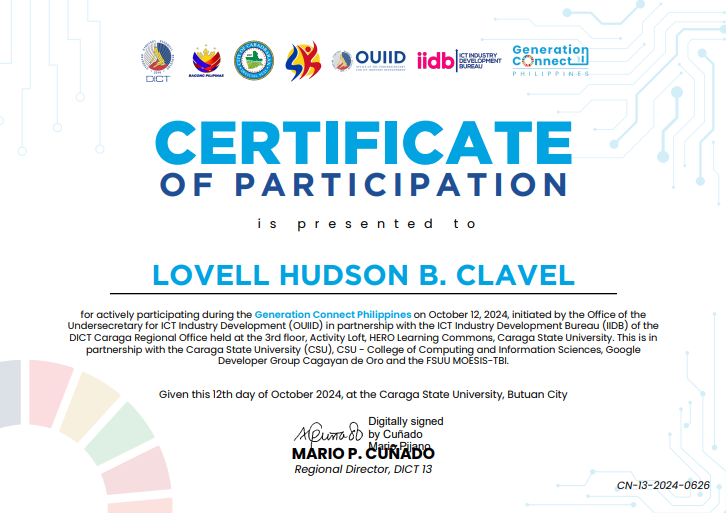 DICT
BAGONG PILIPINAS
OUIID
iidb
ICT INDUSTRY
DEVELOPMENT
BUREAU
Generation
Connect
PHILIPPINES
CERTIFICATE
OF PARTICIPATION
is presented to
LOVELL HUDSON B. CLAVEL
for actively participating during the Generation Connect Philippines on October 12, 2024, initiated by the Office of the
Undersecretary for ICT Industry Development (OUIID) in partnership with the ICT Industry Development Bureau (IIDB) of the
DICT Caraga Regional Office held at the 3rd floor, Activity Loft, HERO Learning Commons, Caraga State University. This is in
partnership with the Caraga State University (CSU), CSU - College of Computing and Information Sciences, Google
Developer Group Cagayan de Oro and the FSUU MOESIS-TBI.
Given this 12th day of October 2024, at the Caraga State University, Butuan City
Digitally signed
by Cuñado
Mario Pijano
MARIO P. CUÑADO
Regional Director, DICT 13
CN-13-2024-0626